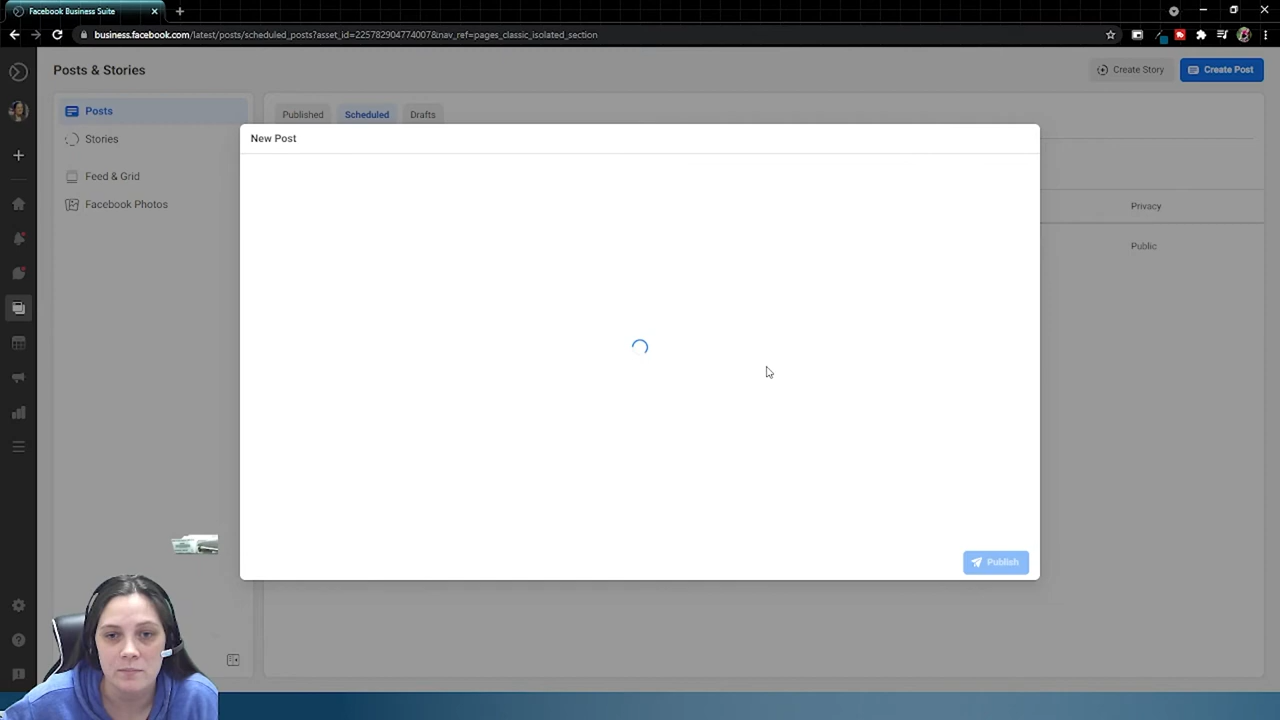 Facebook Business Suite
business.facebook.com/latest/posts/scheduled_posts?asset_id=225782904774007&nav_ref=pages_classic_isolated_section
Posts & Stories
Create Story
Create Post
Posts
Published
Scheduled
Drafts
Stories
New Post
Feed & Grid
Facebook Photos
Privacy
Public
Publish